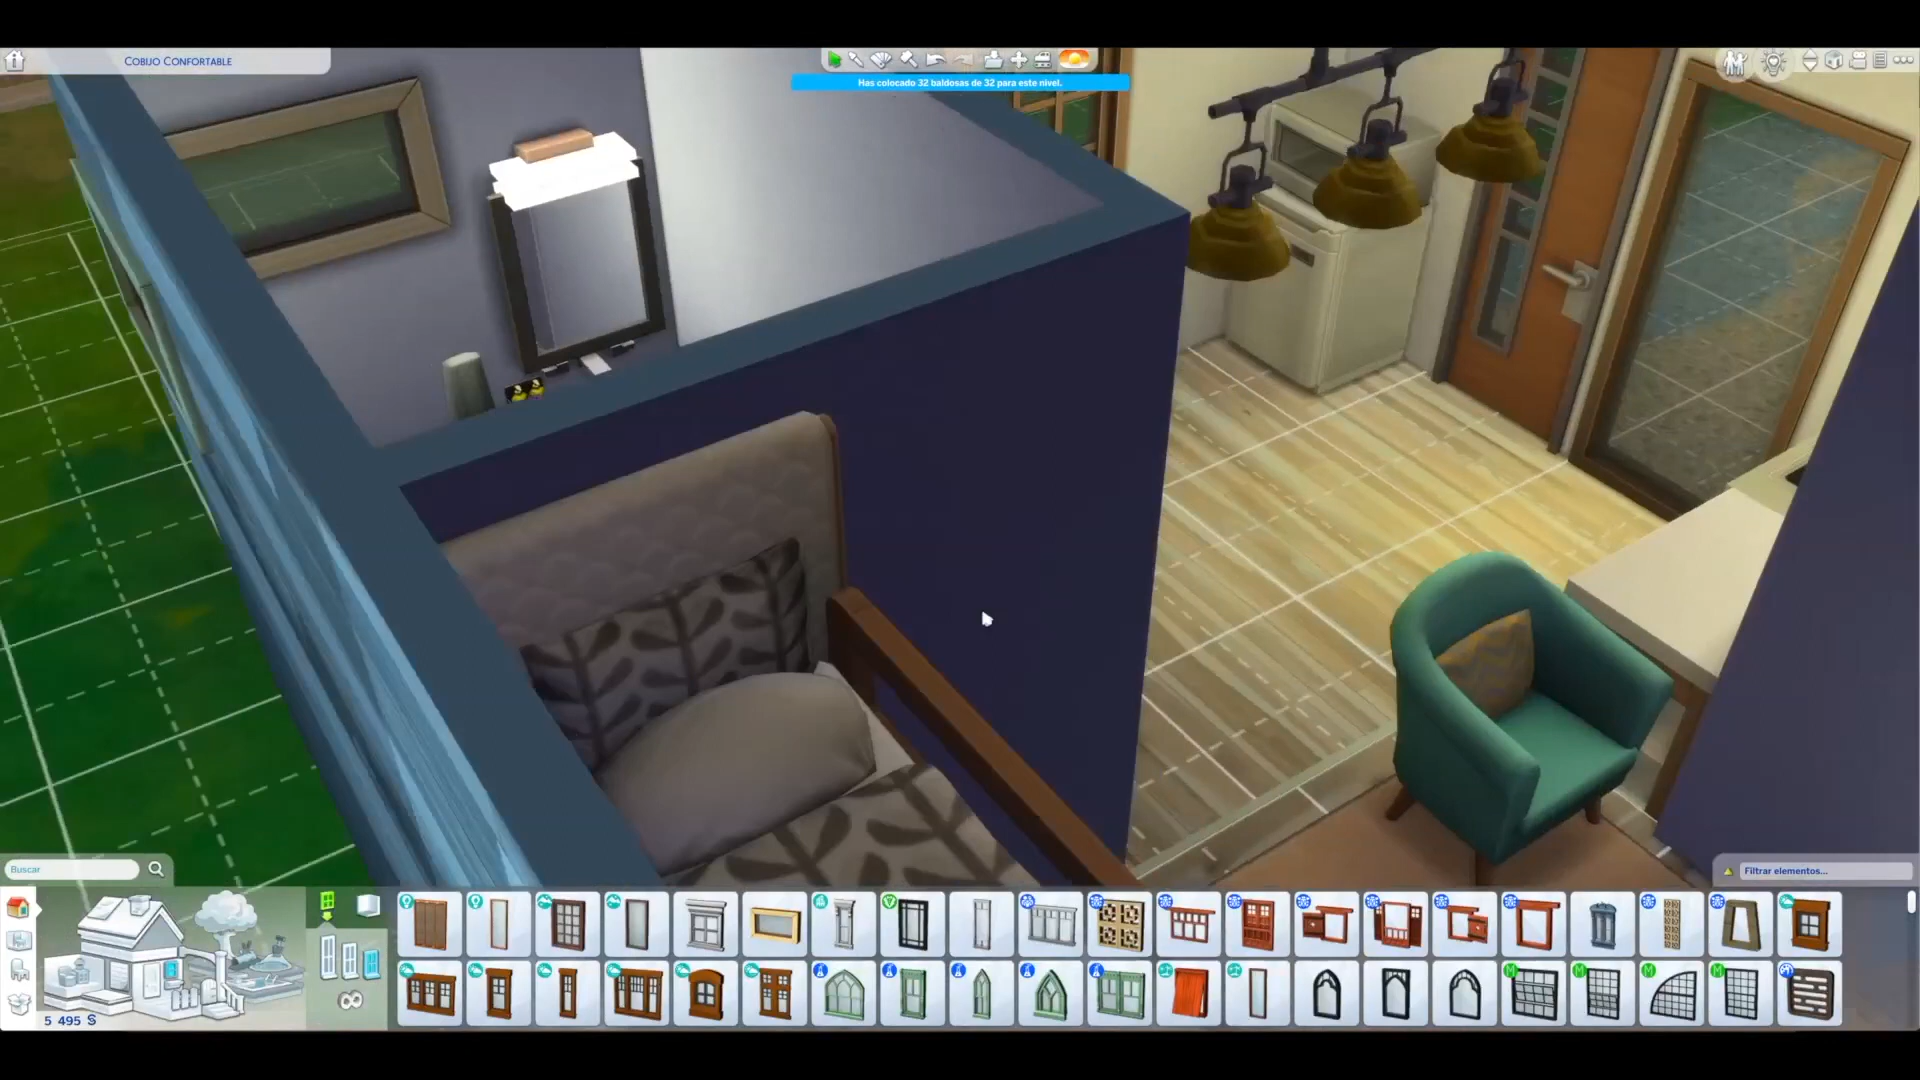 COBIJO CONFORTABLE
Has colocado 32 baldosas de 32 para este nivel.
Buscar
Filtrar elementos...
5 495 §